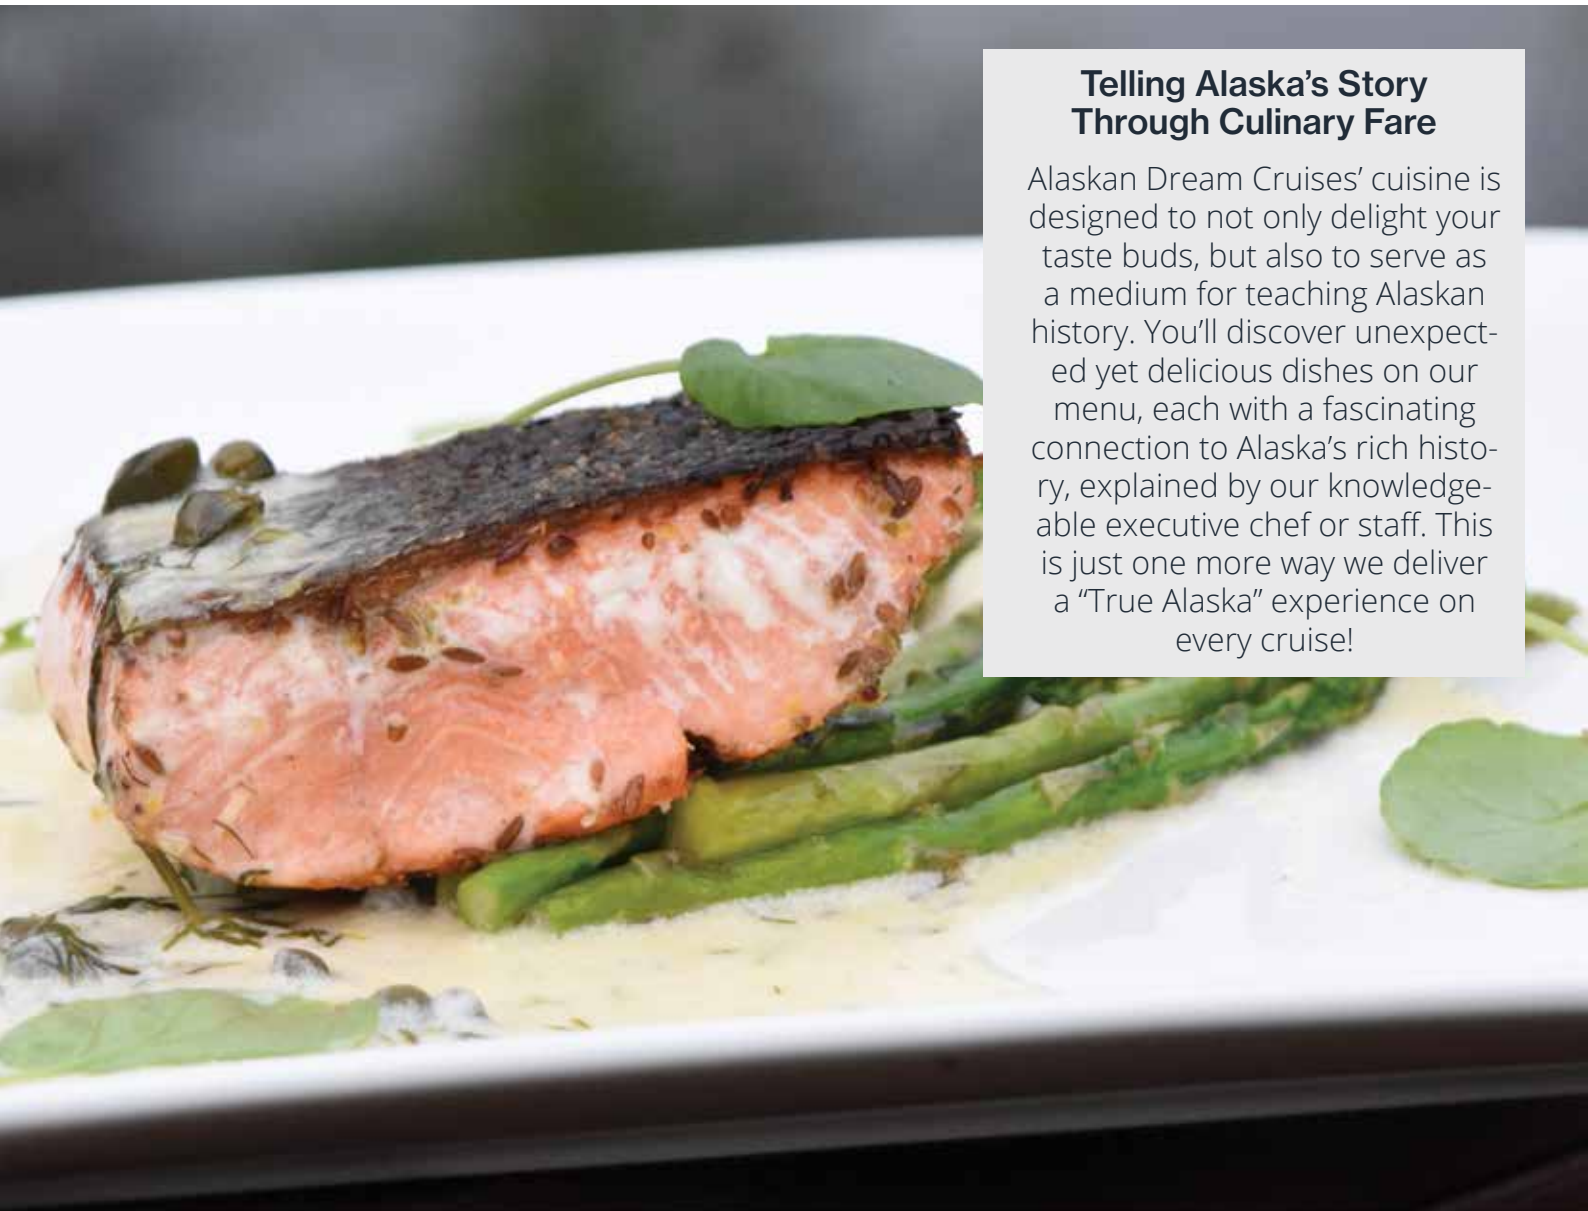 Telling Alaska’s Story
Through Culinary Fare
Alaskan Dream Cruises’ cuisine is
designed to not only delight your
taste buds, but also to serve as
a medium for teaching Alaskan
history. You’ll discover unexpect-
ed yet delicious dishes on our
menu, each with a fascinating
connection to Alaska’s rich histo-
ry, explained by our knowledge-
able executive chef or staff. This
is just one more way we deliver
a “True Alaska” experience on
every cruise!